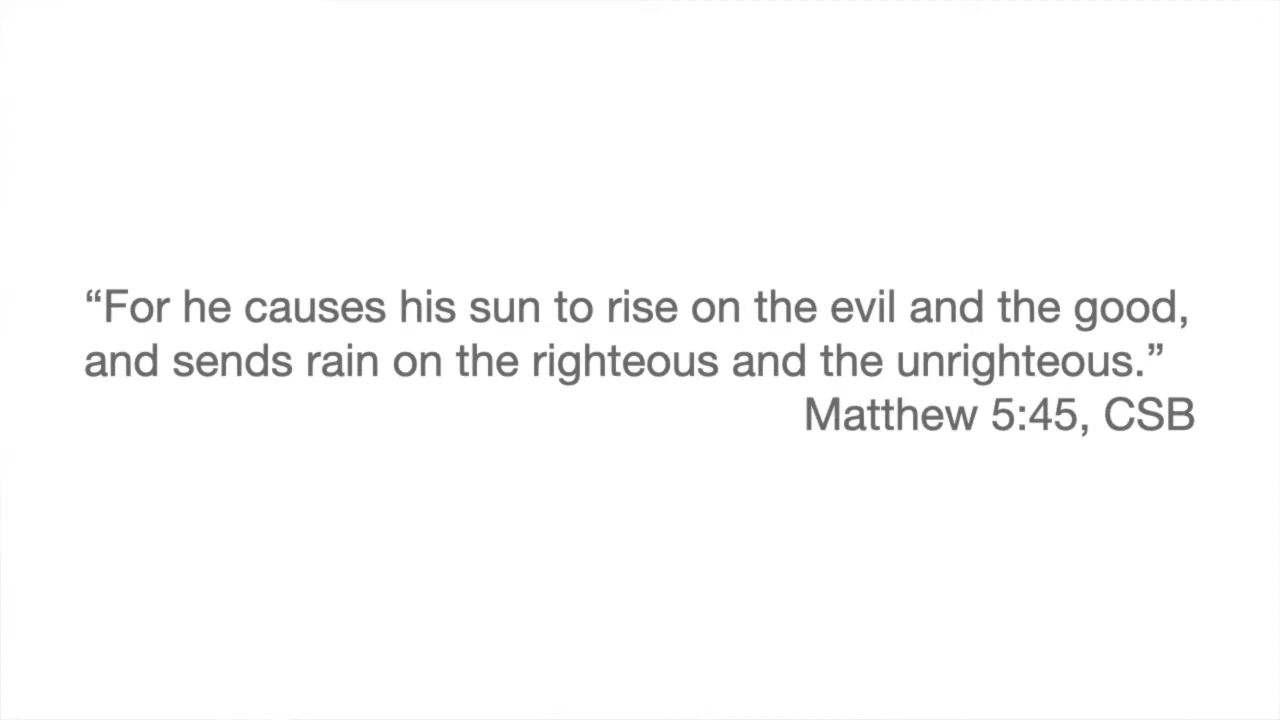 “For he causes his sun to rise on the evil and the good,
and sends rain on the righteous and the unrighteous.”
Matthew 5:45, CSB